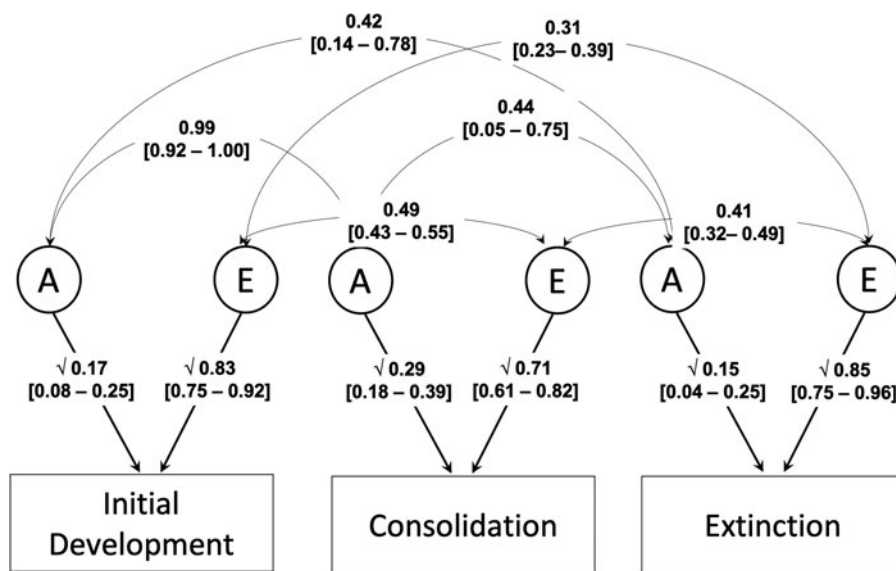 0.42
[0.14 – 0.78]
0.31
[0.23– 0.39]
0.99
[0.92 – 1.00]
0.44
[0.05 – 0.75]
0.49
[0.43 – 0.55]
0.41
[0.32– 0.49]
A
E
A
E
A
E
√ 0.17
[0.08 – 0.25]
√ 0.83
[0.75 – 0.92]
√ 0.29
[0.18 – 0.39]
√ 0.71
[0.61 – 0.82]
√ 0.15
[0.04 – 0.25]
√ 0.85
[0.75 – 0.96]
Initial
Development
Consolidation
Extinction